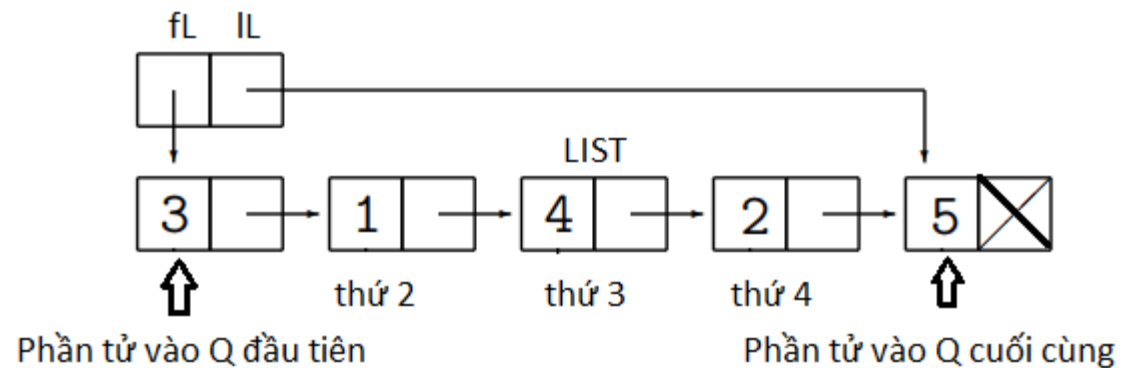 fL lL
LIST
3 1 4 2 5
thứ 2 thứ 3 thứ 4
Phần tử vào Q đầu tiên Phần tử vào Q cuối cùng